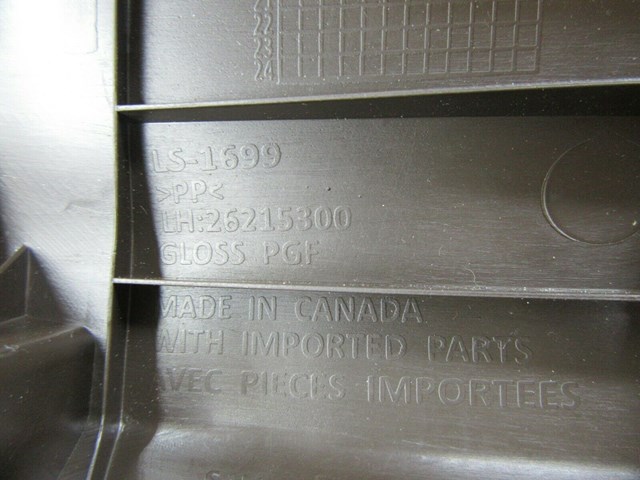 22
23
24
LS-1699
>PP<
LH:26215300
GLOSS PGF
MADE IN CANADA
WITH IMPORTED PARTS
AVEC PIECES IMPORTEES